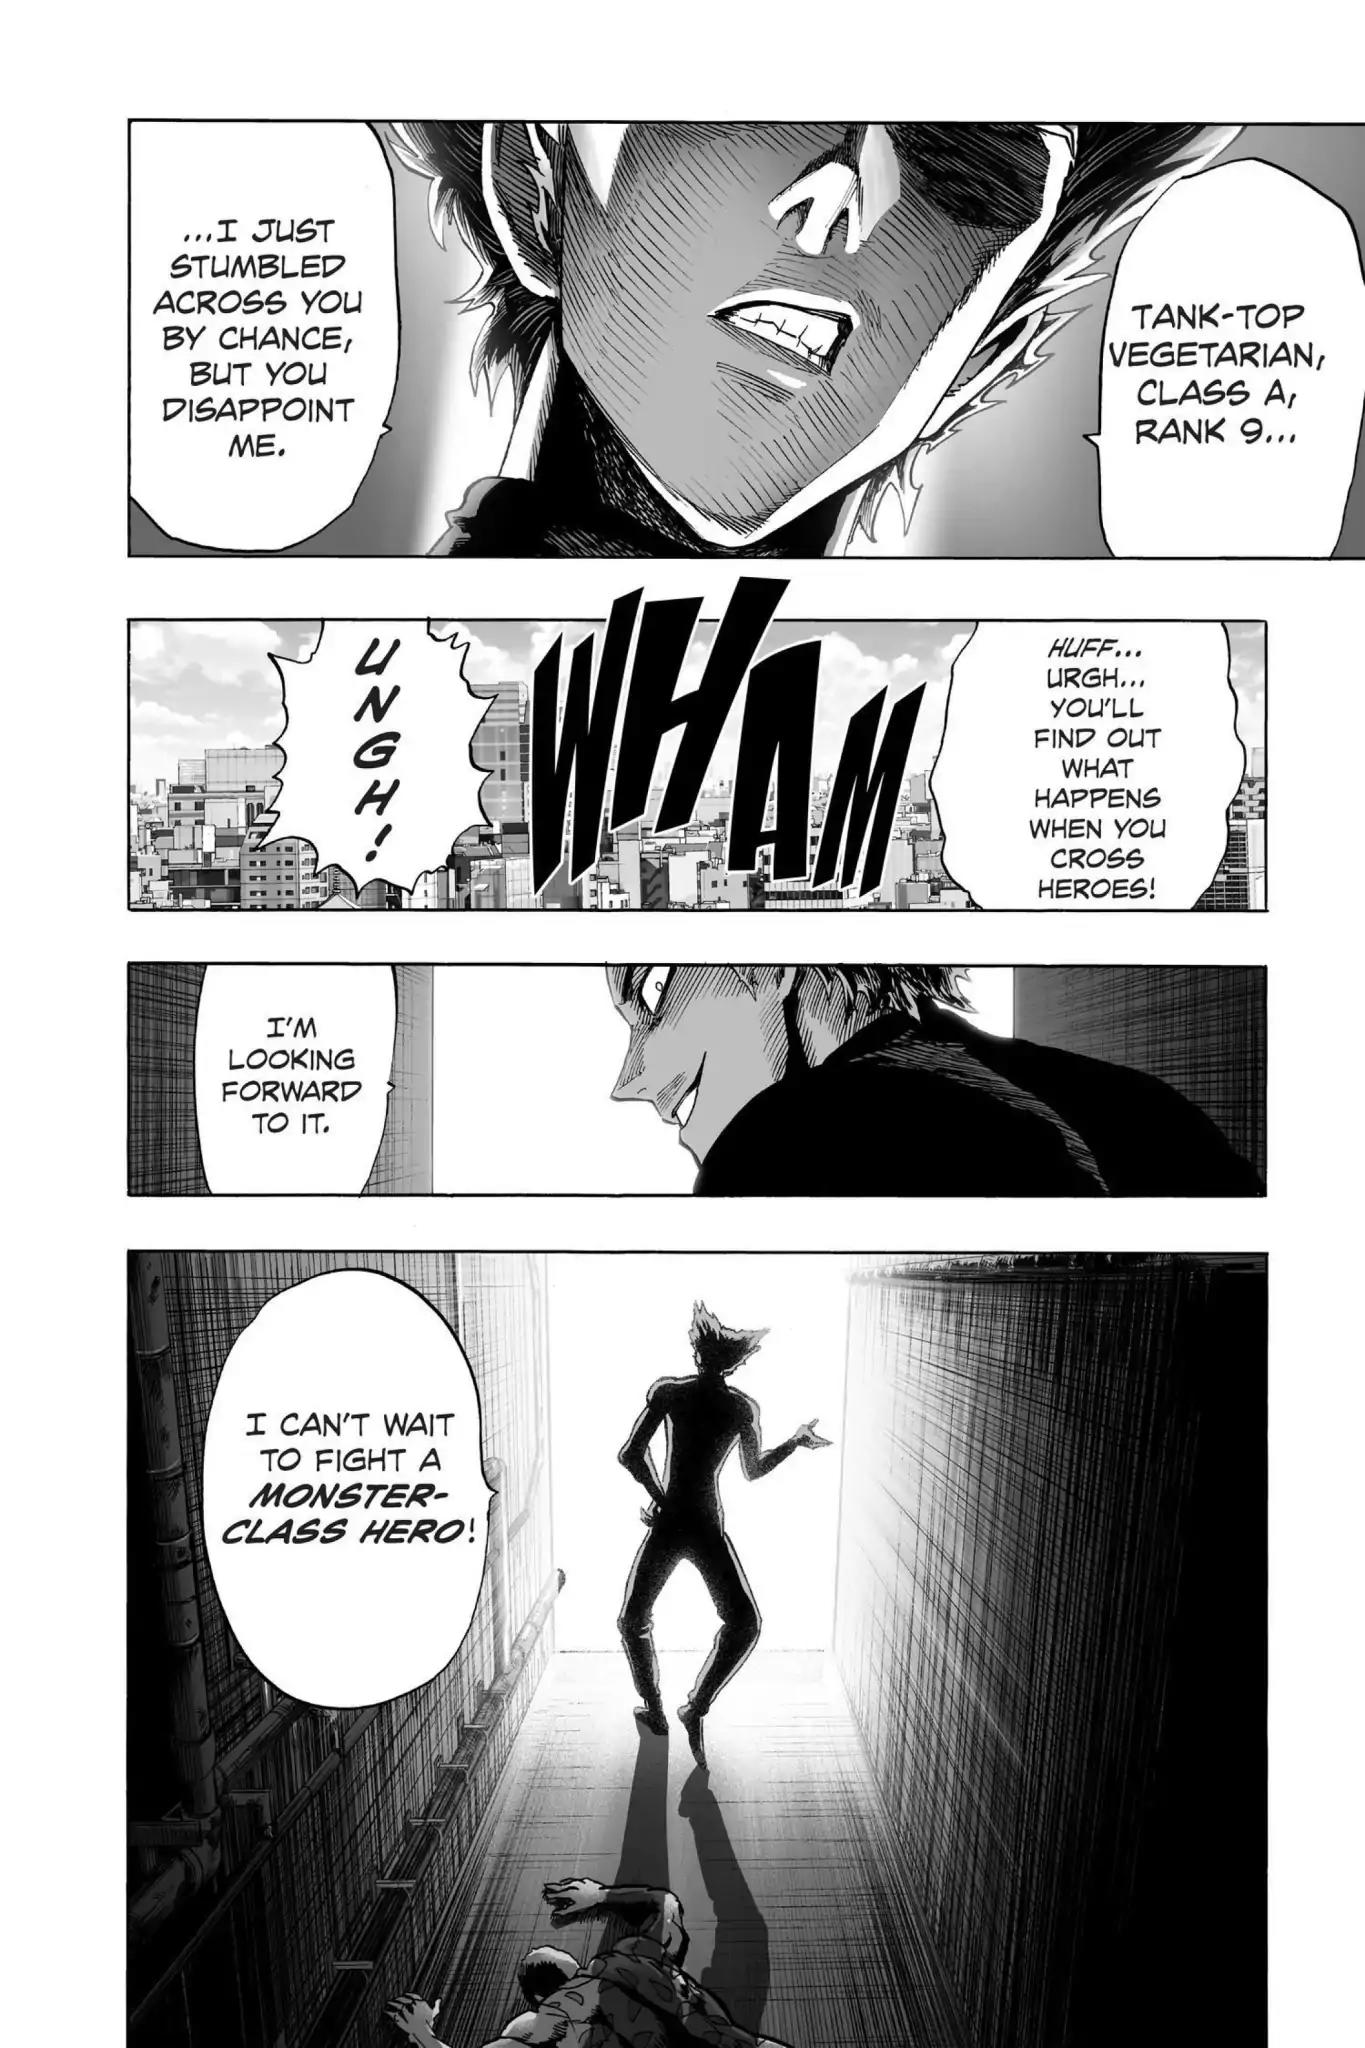 TANK-TOP
VEGETARIAN,
CLASS A,
RANK 9...
...I JUST
STUMBLED
ACROSS YOU
BY CHANCE,
BUT YOU
DISAPPOINT
ME.
HUFF...
URGH...
YOU'LL
FIND OUT
WHAT
HAPPENS
WHEN YOU
CROSS
HEROES!
WHAM
UNGH!
I'M
LOOKING
FORWARD
TO IT.
I CAN'T WAIT
TO FIGHT A
MONSTER-
CLASS HERO!